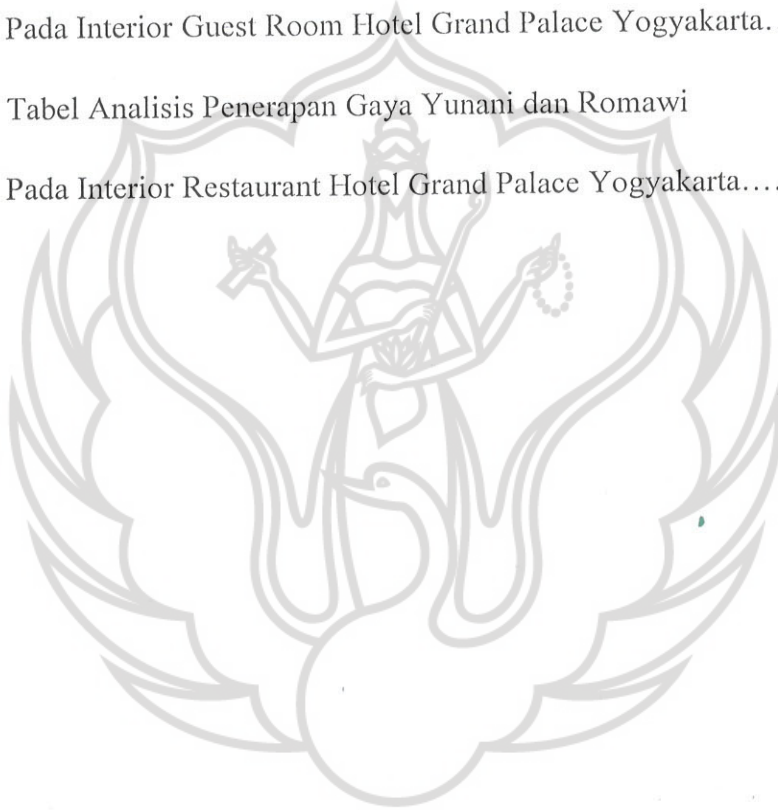 Pada Interior Guest Room Hotel Grand Palace Yogyakarta.
Tabel Analisis Penerapan Gaya Yunani dan Romawi
Pada Interior Restaurant Hotel Grand Palace Yogyakarta....